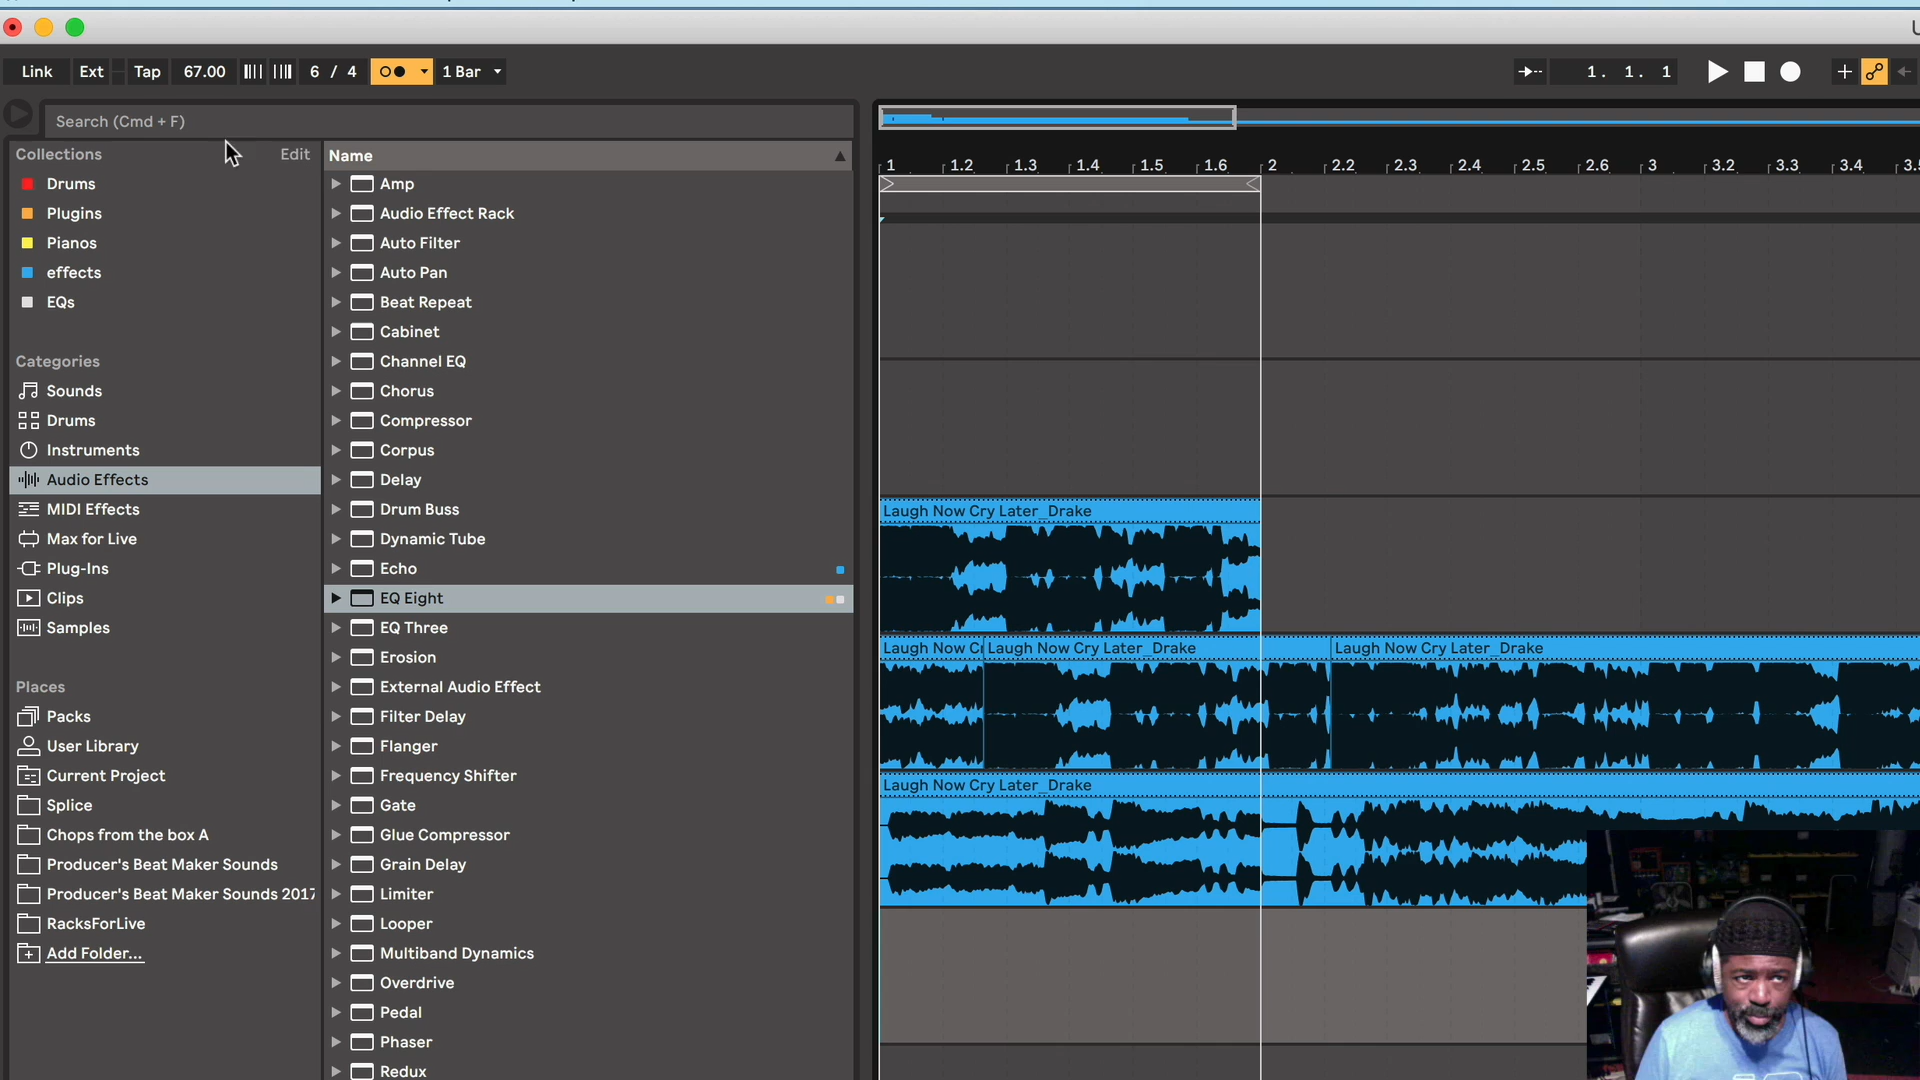 Link Ext Tap 67.00 6 / 4 1 Bar 1. 1. 1
Search (Cmd + F)
Collections Edit
Drums
Plugins
Pianos
effects
EQs
Categories
Sounds
Drums
Instruments
Audio Effects
MIDI Effects
Max for Live
Plug-Ins
Clips
Samples
Places
Packs
User Library
Current Project
Splice
Chops from the box A
Producer's Beat Maker Sounds
Producer's Beat Maker Sounds 2017
RacksForLive
Add Folder...
Name
Amp
Audio Effect Rack
Auto Filter
Auto Pan
Beat Repeat
Cabinet
Channel EQ
Chorus
Compressor
Corpus
Delay
Drum Buss
Dynamic Tube
Echo
EQ Eight
EQ Three
Erosion
External Audio Effect
Filter Delay
Flanger
Frequency Shifter
Gate
Glue Compressor
Grain Delay
Limiter
Looper
Multiband Dynamics
Overdrive
Pedal
Phaser
Redux
1 1.2 1.3 1.4 1.5 1.6 2 2.2 2.3 2.4 2.5 2.6 3 3.2 3.3 3.4 3.5
Laugh Now Cry Later_Drake
Laugh Now Laugh Now Cry Later_Drake Laugh Now Cry Later_Drake
Laugh Now Cry Later_Drake